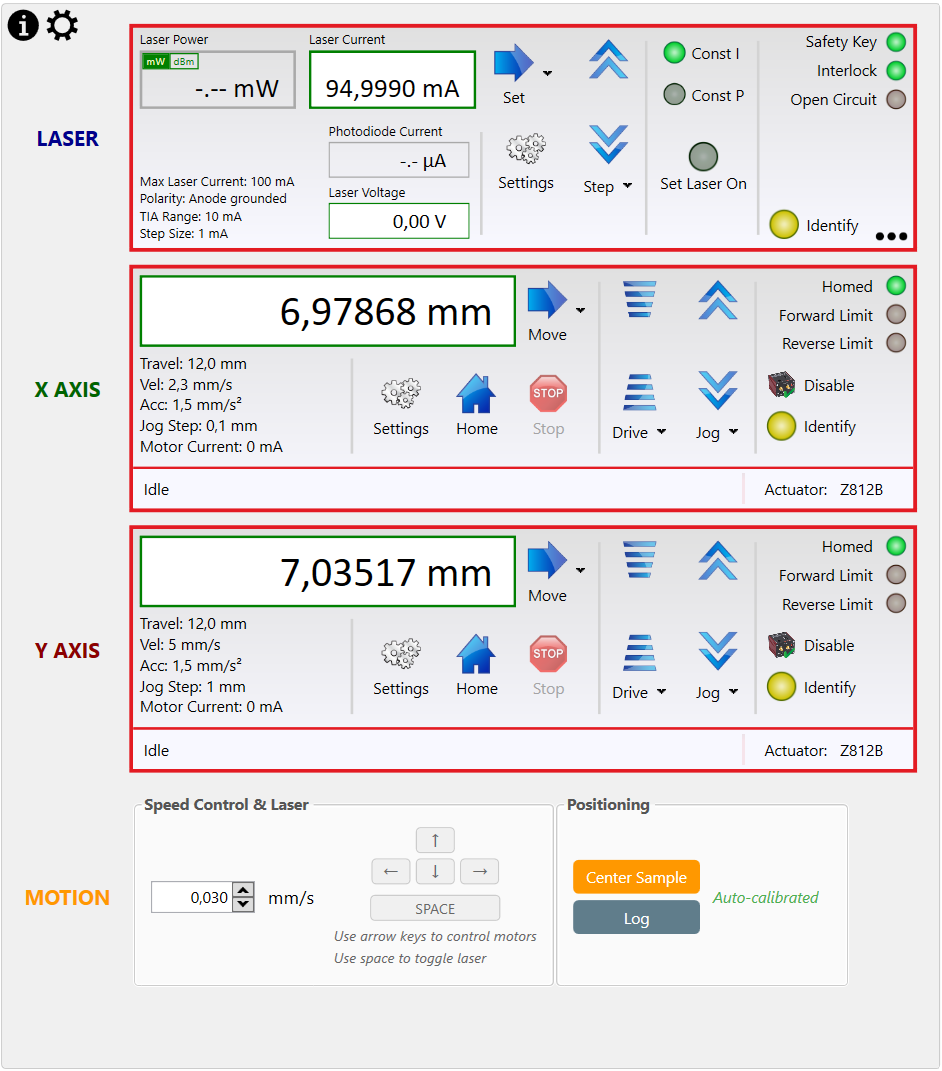 LASER
Laser Power
mW dBm
-.-- mW
Laser Current
94,9990 mA
Set
Const I
Const P
Safety Key
Interlock
Open Circuit
Photodiode Current
-.- µA
Laser Voltage
0,00 V
Max Laser Current: 100 mA
Polarity: Anode grounded
TIA Range: 10 mA
Step Size: 1 mA
Settings
Step
Set Laser On
Identify
X AXIS
6,97868 mm
Move
Homed
Forward Limit
Reverse Limit
Travel: 12,0 mm
Vel: 2,3 mm/s
Acc: 1,5 mm/s²
Jog Step: 0,1 mm
Motor Current: 0 mA
Settings
Home
STOP
Stop
Drive
Jog
Disable
Identify
Idle
Actuator: Z812B
Y AXIS
7,03517 mm
Move
Homed
Forward Limit
Reverse Limit
Travel: 12,0 mm
Vel: 5 mm/s
Acc: 1,5 mm/s²
Jog Step: 1 mm
Motor Current: 0 mA
Settings
Home
STOP
Stop
Drive
Jog
Disable
Identify
Idle
Actuator: Z812B
MOTION
Speed Control & Laser
0,030 mm/s
↑
← ↓ →
SPACE
Use arrow keys to control motors
Use space to toggle laser
Positioning
Center Sample
Log
Auto-calibrated